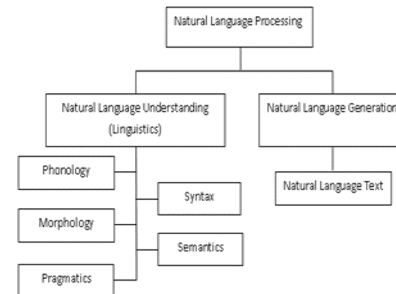 Natural Language Processing
Natural Language Understanding
(Linguistics)
Natural Language Generation
Phonology
Natural Language Text
Syntax
Morphology
Semantics
Pragmatics